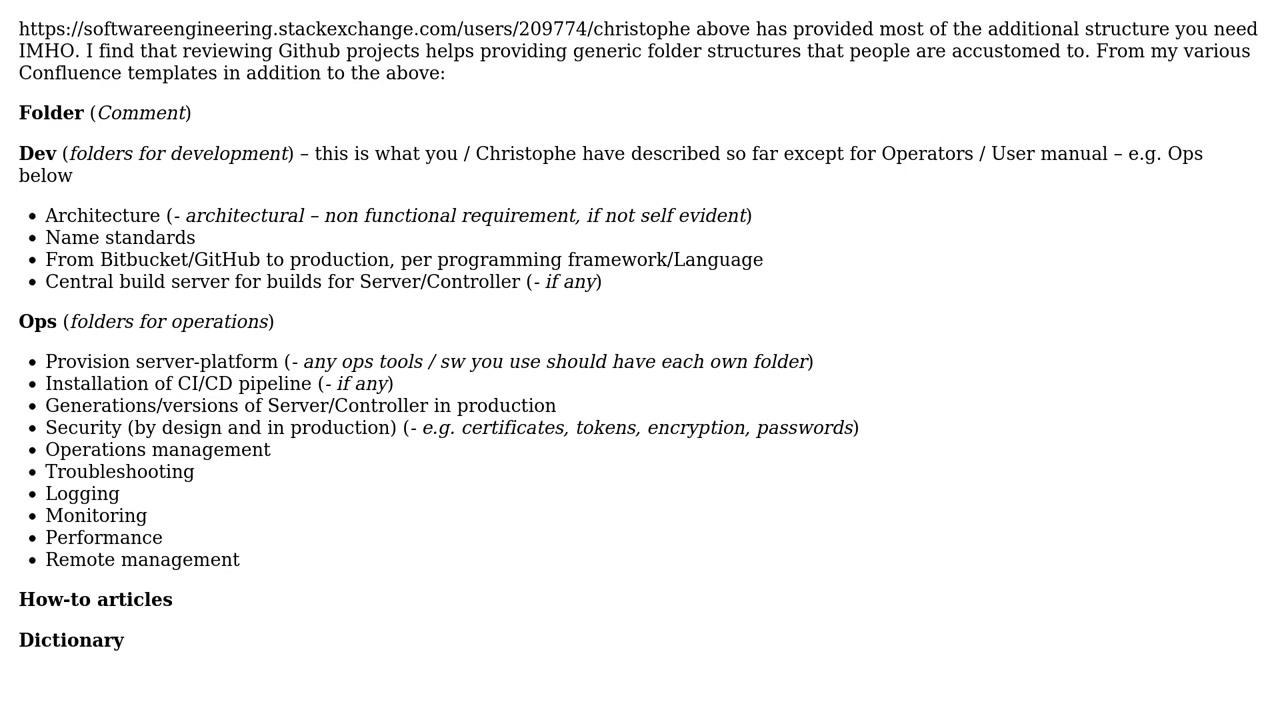 https://softwareengineering.stackexchange.com/users/209774/christophe above has provided most of the additional structure you need
IMHO. I find that reviewing Github projects helps providing generic folder structures that people are accustomed to. From my various
Confluence templates in addition to the above:
Folder (Comment)
Dev (folders for development) – this is what you / Christophe have described so far except for Operators / User manual – e.g. Ops
below
• Architecture (- architectural – non functional requirement, if not self evident)
• Name standards
• From Bitbucket/GitHub to production, per programming framework/Language
• Central build server for builds for Server/Controller (- if any)
Ops (folders for operations)
• Provision server-platform (- any ops tools / sw you use should have each own folder)
• Installation of CI/CD pipeline (- if any)
• Generations/versions of Server/Controller in production
• Security (by design and in production) (- e.g. certificates, tokens, encryption, passwords)
• Operations management
• Troubleshooting
• Logging
• Monitoring
• Performance
• Remote management
How-to articles
Dictionary